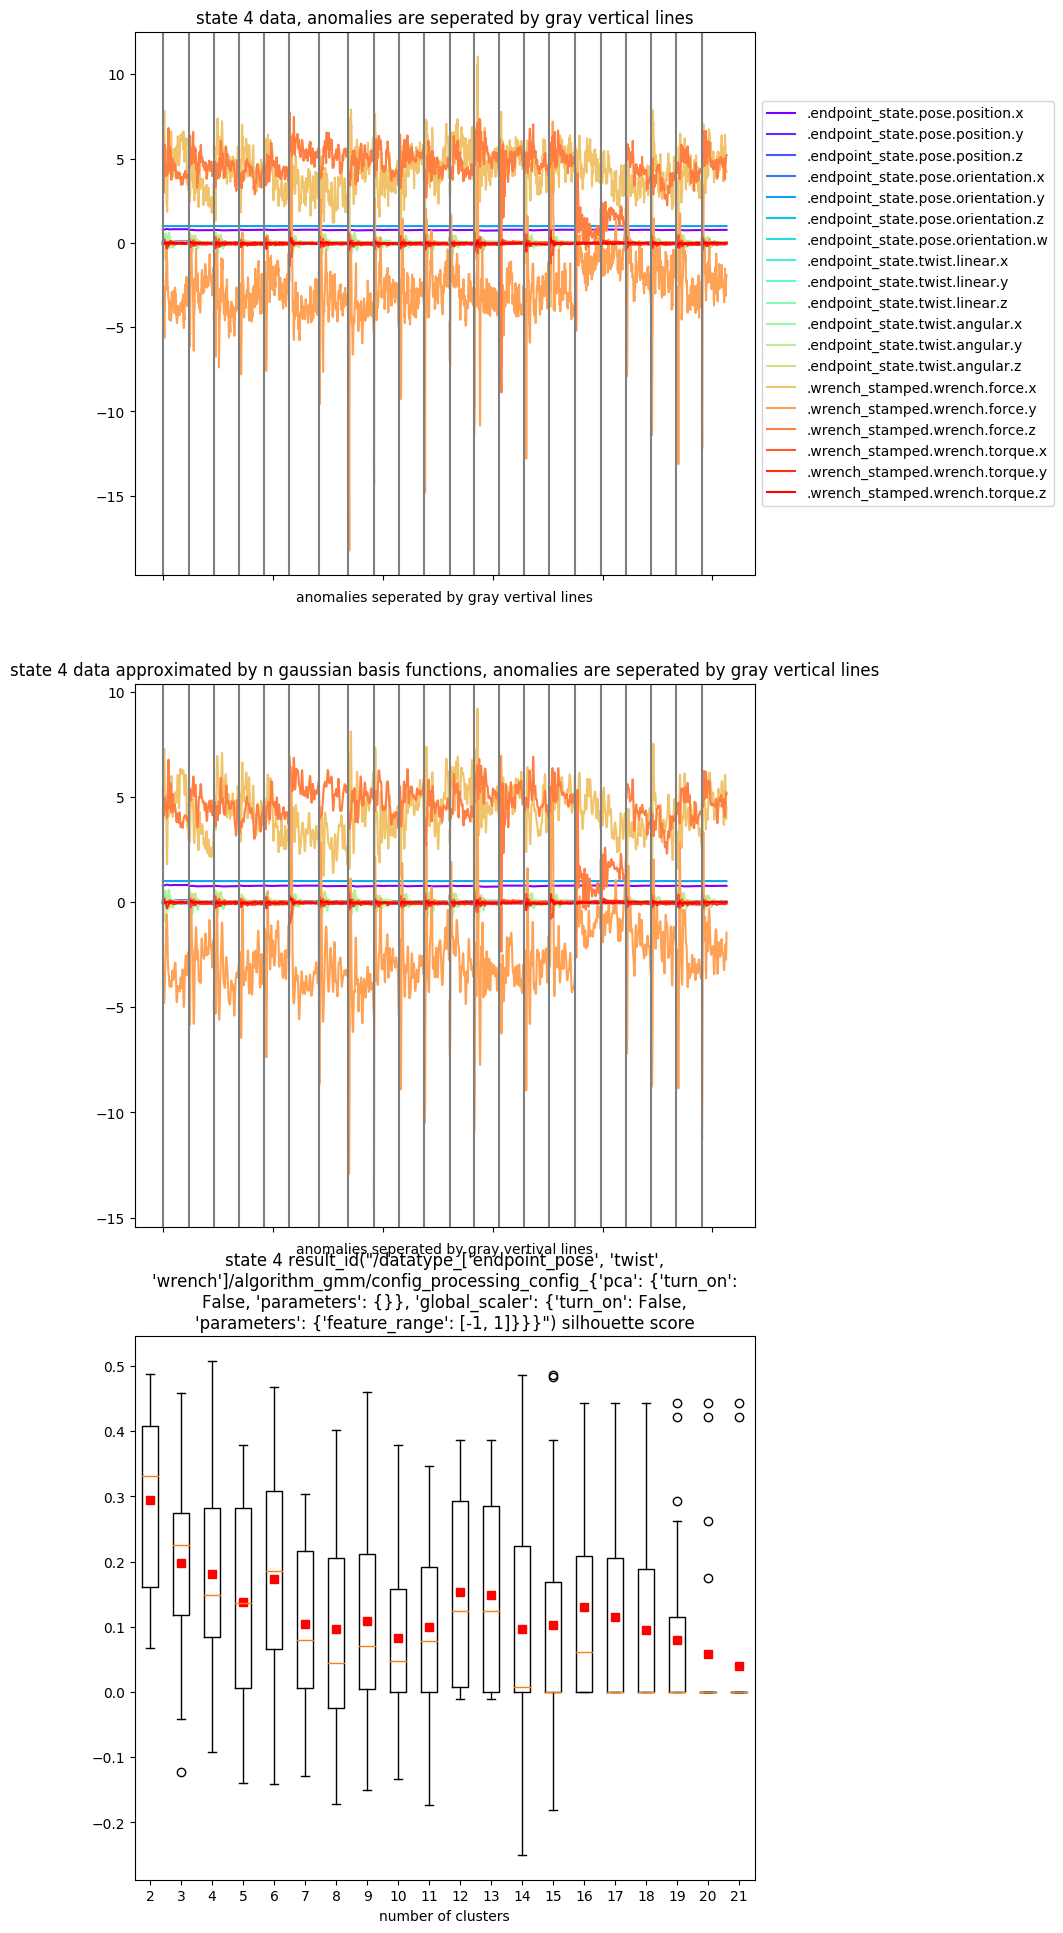 state 4 data, anomalies are seperated by gray vertical lines
10
5
0
−5
−10
−15
anomalies seperated by gray vertival lines
.endpoint_state.pose.position.x
.endpoint_state.pose.position.y
.endpoint_state.pose.position.z
.endpoint_state.pose.orientation.x
.endpoint_state.pose.orientation.y
.endpoint_state.pose.orientation.z
.endpoint_state.pose.orientation.w
.endpoint_state.twist.linear.x
.endpoint_state.twist.linear.y
.endpoint_state.twist.linear.z
.endpoint_state.twist.angular.x
.endpoint_state.twist.angular.y
.endpoint_state.twist.angular.z
.wrench_stamped.wrench.force.x
.wrench_stamped.wrench.force.y
.wrench_stamped.wrench.force.z
.wrench_stamped.wrench.torque.x
.wrench_stamped.wrench.torque.y
.wrench_stamped.wrench.torque.z
state 4 data approximated by n gaussian basis functions, anomalies are seperated by gray vertical lines
10
5
0
−5
−10
−15
anomalies seperated by gray vertival lines
state 4 result_id("/datatype_['endpoint_pose', 'twist',
'wrench']/algorithm_gmm/config_processing_config_{'pca': {'turn_on':
False, 'parameters': {}}, 'global_scaler': {'turn_on': False,
'parameters': {'feature_range': [-1, 1]}}}") silhouette score
0.5
0.4
0.3
0.2
0.1
0.0
−0.1
−0.2
2 3 4 5 6 7 8 9 10 11 12 13 14 15 16 17 18 19 20 21
number of clusters